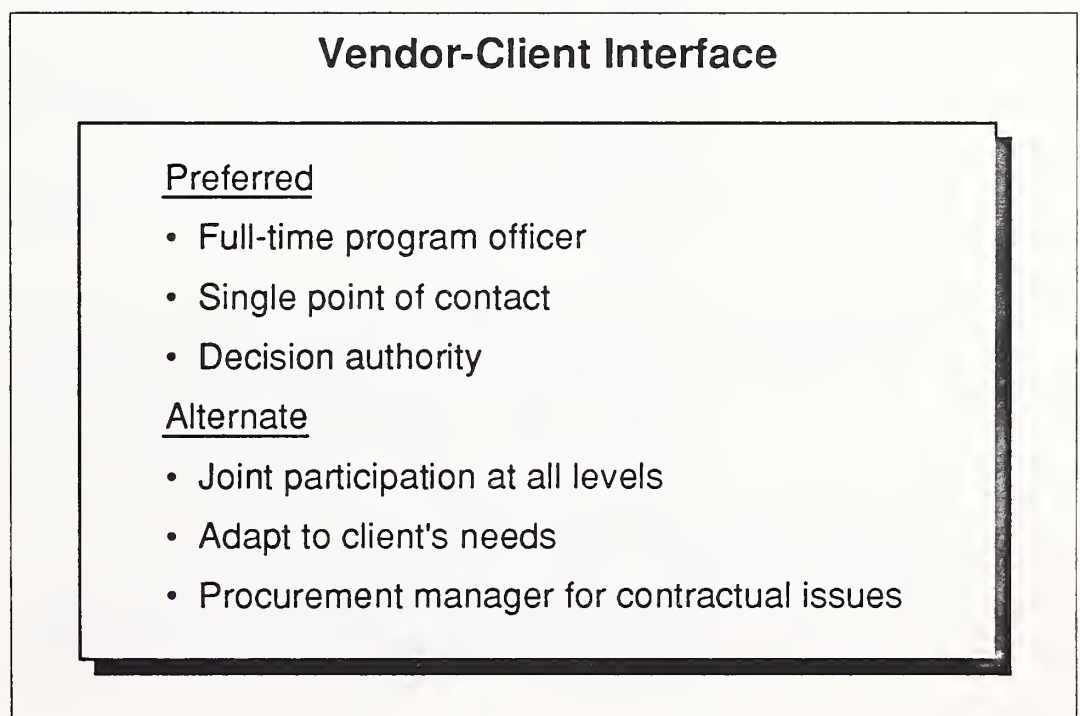 Vendor-Client Interface
Preferred
• Full-time program officer
• Single point of contact
• Decision authority
Alternate
• Joint participation at all levels
• Adapt to client's needs
• Procurement manager for contractual issues